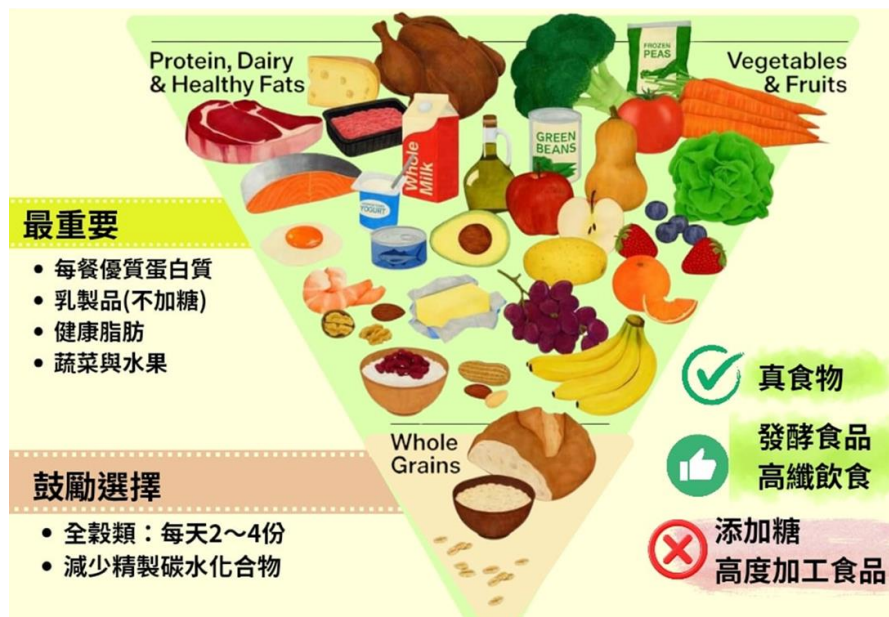 Protein, Dairy
& Healthy Fats
Vegetables
& Fruits
FROZEN
PEAS
Whole
Milk
GREEN
BEANS
YOGURT
最重要
• 每餐優質蛋白質
• 乳製品(不加糖)
• 健康脂肪
• 蔬菜與水果
Whole
Grains
鼓勵選擇
• 全穀類：每天2～4份
• 減少精製碳水化合物
真食物
發酵食品
高纖飲食
添加糖
高度加工食品